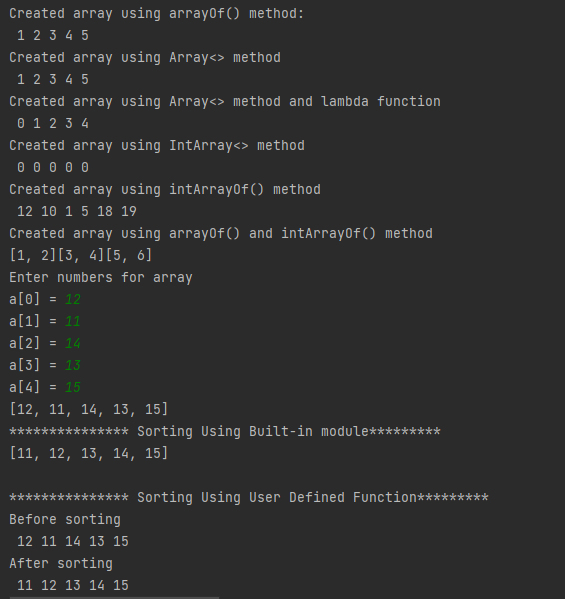 Created array using arrayOf() method:
1 2 3 4 5
Created array using Array<> method
1 2 3 4 5
Created array using Array<> method and lambda function
0 1 2 3 4
Created array using IntArray<> method
0 0 0 0 0
Created array using intArrayOf() method
12 10 1 5 18 19
Created array using arrayOf() and intArrayOf() method
[1, 2][3, 4][5, 6]
Enter numbers for array
a[0] = 12
a[1] = 11
a[2] = 14
a[3] = 13
a[4] = 15
[12, 11, 14, 13, 15]
*************** Sorting Using Built-in module*********
[11, 12, 13, 14, 15]
*************** Sorting Using User Defined Function*********
Before sorting
12 11 14 13 15
After sorting
11 12 13 14 15